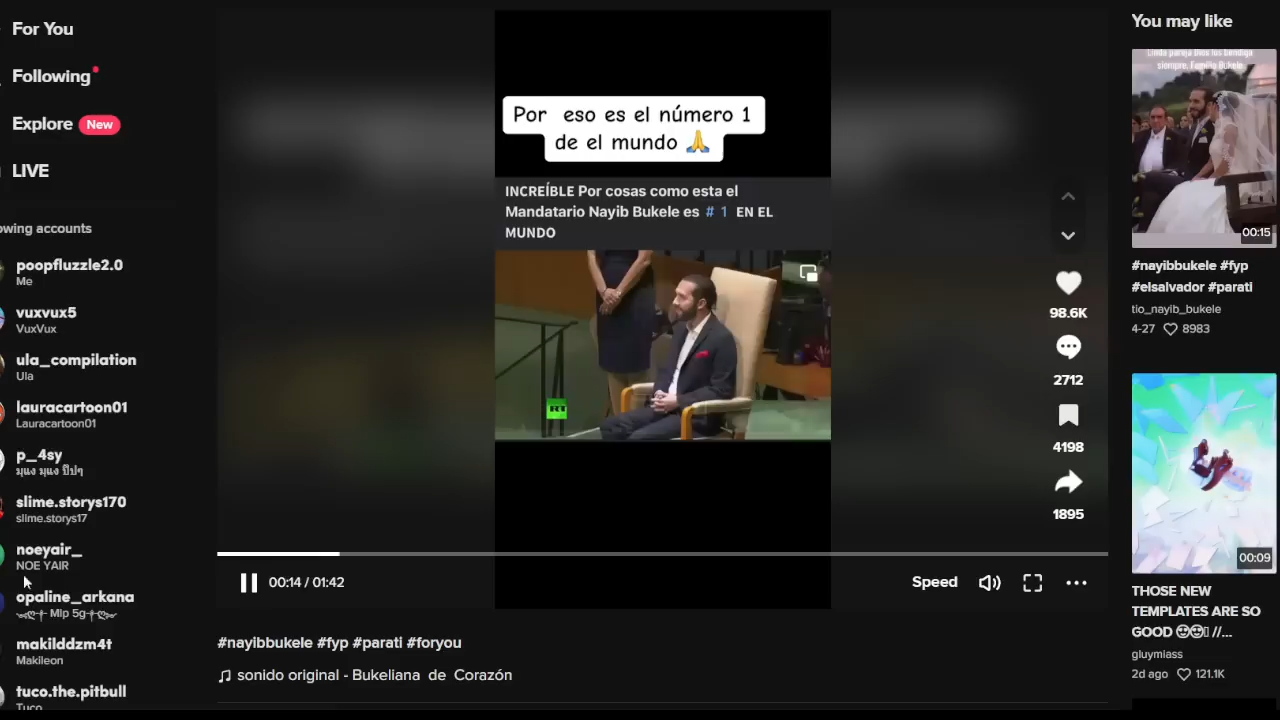 For You
Following
Explore New
LIVE
wing accounts
poopfluzzle2.0
Me
vuxvux5
VuxVux
ula_compilation
Ula
lauracartoon01
Lauracartoon01
p_4sy
slime.storys170
slime.storys17
noeyair_
NOE YAIR
opaline_arkana
Mlp 5g
makilddzm4t
Makileon
tuco.the.pitbull
Tuco
Por eso es el número 1
de el mundo 🙏
INCREÍBLE Por cosas como esta el
Mandatario Nayib Bukele es # 1 EN EL
MUNDO
RT
98.6K
2712
4198
1895
00:14 / 01:42
Speed
#nayibbukele #fyp #parati #foryou
sonido original - Bukeliana de Corazón
You may like
Linda pareja Dios los bendiga
siempre, Familia Bukele
00:15
#nayibbukele #fyp
#elsalvador #parati
tio_nayib_bukele
4-27 8983
00:09
THOSE NEW
TEMPLATES ARE SO
GOOD 😍😍 //...
gluymiass
2d ago 121.1K